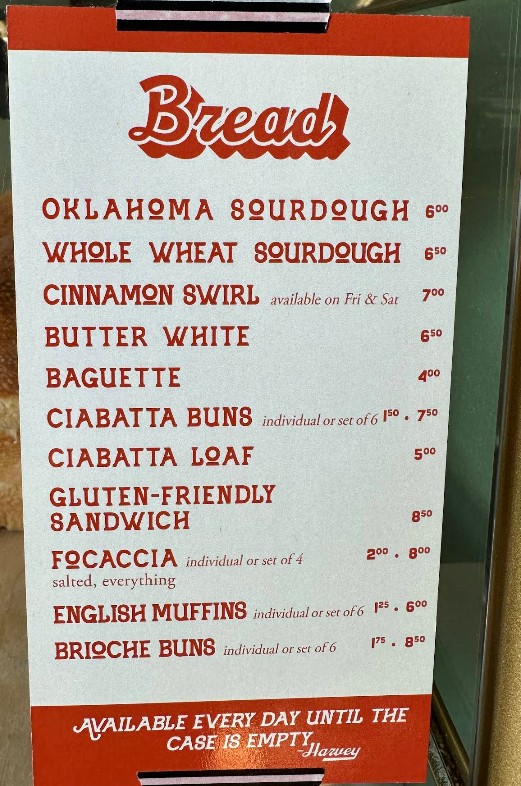 Bread
OKLAHOMA SOURDOUGH 6⁰⁰
WHOLE WHEAT SOURDOUGH 6⁵⁰
CINNAMON SWIRL available on Fri & Sat 7⁰⁰
BUTTER WHITE 6⁵⁰
BAGUETTE 4⁰⁰
CIABATTA BUNS individual or set of 6 1⁵⁰ • 7⁵⁰
CIABATTA LOAF 5⁰⁰
GLUTEN-FRIENDLY
SANDWICH 8⁵⁰
FOCACCIA individual or set of 4 2⁰⁰ • 8⁰⁰
salted, everything
ENGLISH MUFFINS individual or set of 6 1²⁵ • 6⁰⁰
BRIOCHE BUNS individual or set of 6 1⁷⁵ • 8⁵⁰
AVAILABLE EVERY DAY UNTIL THE
CASE IS EMPTY
-Harvey